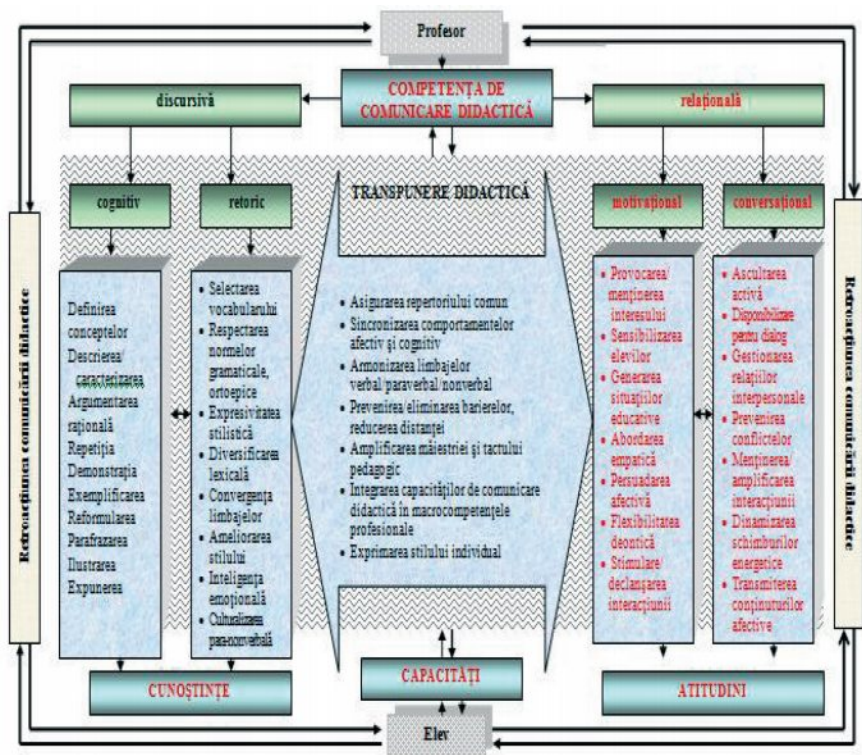 Profesor
COMPETENȚA DE
COMUNICARE DIDACTICĂ
discursivă
relațională
TRANSPUNERE DIDACTICĂ
cognitiv
retoric
motivațional
conversațional
Retroacțiunea comunicării didactice
Definirea
conceptelor
Descrierea/
caracterizarea
Argumentarea
rațională
Repetiția
Demonstrația
Exemplificarea
Reformularea
Parafrazarea
Ilustrarea
Expunerea
• Selectarea
vocabularului
• Respectarea
normelor
gramaticale,
ortoepice
• Expresivitatea
stilistică
• Diversificarea
lexicală
• Convergența
limbajelor
• Ameliorarea
stilului
• Inteligența
emoțională
• Culturalizarea
para-nonverbală
• Asigurarea repertoriului comun
• Sincronizarea comportamentelor
afectiv și cognitiv
• Armonizarea limbajelor
verbal/paraverbal/nonverbal
• Prevenirea eliminarea barierelor,
reducerea distanței
• Amplificarea măiestriei și tactului
pedagogic
• Integrarea capacităților de comunicare
didactică în macrocompetențele
profesionale
• Exprimarea stilului individual
• Provocarea/
menținerea
interesului
• Sensibilizarea
elevilor
• Generarea
situațiilor
educative
• Abordarea
empatică
• Persuadarea
afectivă
• Flexibilitatea
deontică
• Stimulare/
declanșarea
interacțiunii
• Ascultarea
activă
• Disponibilizare
pentru dialog
• Gestionarea
relațiilor
interpersonale
• Prevenirea
conflictelor
• Menținerea/
amplificarea
interacțiunii
• Dinamizarea
schimburilor
energetice
• Transmiterea
conținuturilor
afective
Retroacțiunea comunicării didactice
CUNOȘTINȚE
CAPACITĂȚI
ATITUDINI
Elev